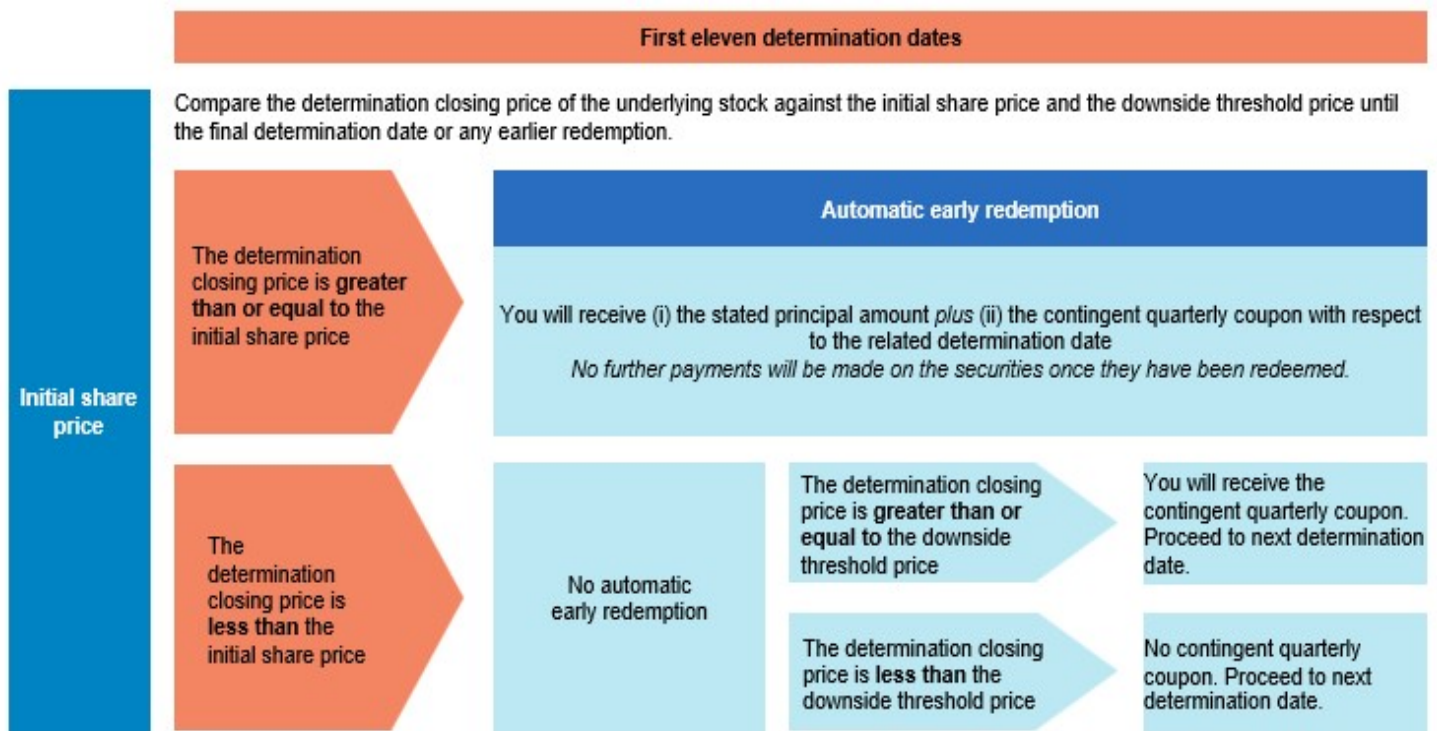 First eleven determination dates
Compare the determination closing price of the underlying stock against the initial share price and the downside threshold price until
the final determination date or any earlier redemption.
Initial share
price
The determination
closing price is greater
than or equal to the
initial share price
Automatic early redemption
You will receive (i) the stated principal amount plus (ii) the contingent quarterly coupon with respect
to the related determination date
No further payments will be made on the securities once they have been redeemed.
The
determination
closing price is
less than the
initial share price
No automatic
early redemption
The determination closing
price is greater than or
equal to the downside
threshold price
You will receive the
contingent quarterly coupon.
Proceed to next determination
date.
The determination closing
price is less than the
downside threshold price
No contingent quarterly
coupon. Proceed to next
determination date.